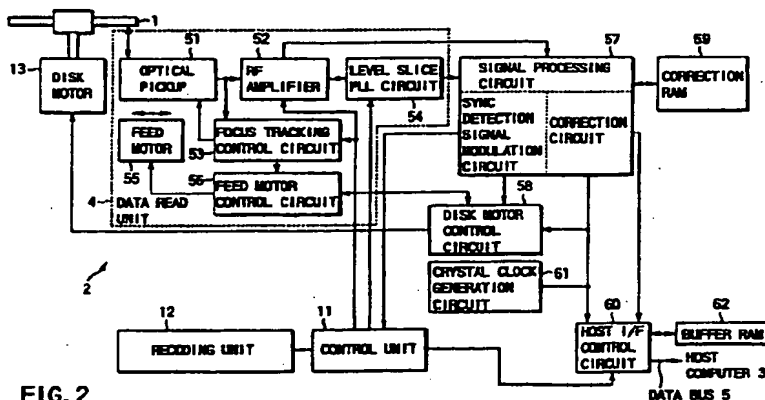 1
51
52
57
69
13
DISK
MOTOR
OPTICAL
PICKUP
RF
AMPLIFIER
LEVEL SLICE
PLL CIRCUIT
54
SIGNAL PROCESSING
CIRCUIT
CORRECTION
RAM
SYNC
DETECTION
SIGNAL
MODULATION
CIRCUIT
CORRECTION
CIRCUIT
FEED
MOTOR
55
FOCUS TRACKING
CONTROL CIRCUIT
53
56
FEED MOTOR
CONTROL CIRCUIT
4
DATA READ
UNIT
58
DISK MOTOR
CONTROL
CIRCUIT
2
CRYSTAL CLOCK
GENERATION
CIRCUIT
61
12
RECODING UNIT
11
CONTROL UNIT
60
HOST I/F
CONTROL
CIRCUIT
62
BUFFER RAM
HOST
COMPUTER 3
DATA BUS 5
FIG. 2